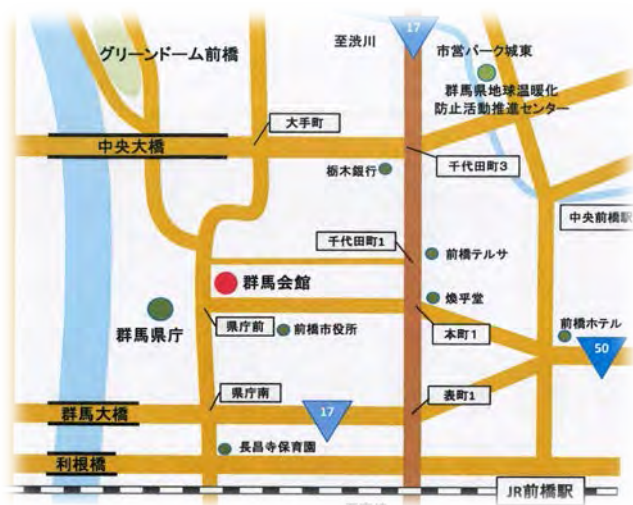 17
至渋川
市営パーク城東
グリーンドーム前橋
群馬県地球温暖化
防止活動推進センター
大手町
中央大橋
千代田町3
栃木銀行
中央前橋駅
千代田町1
前橋テルサ
群馬会館
煥乎堂
群馬県庁
県庁前
前橋市役所
本町1
前橋ホテル
50
県庁南
17
表町1
群馬大橋
長昌寺保育園
利根橋
JR前橋駅